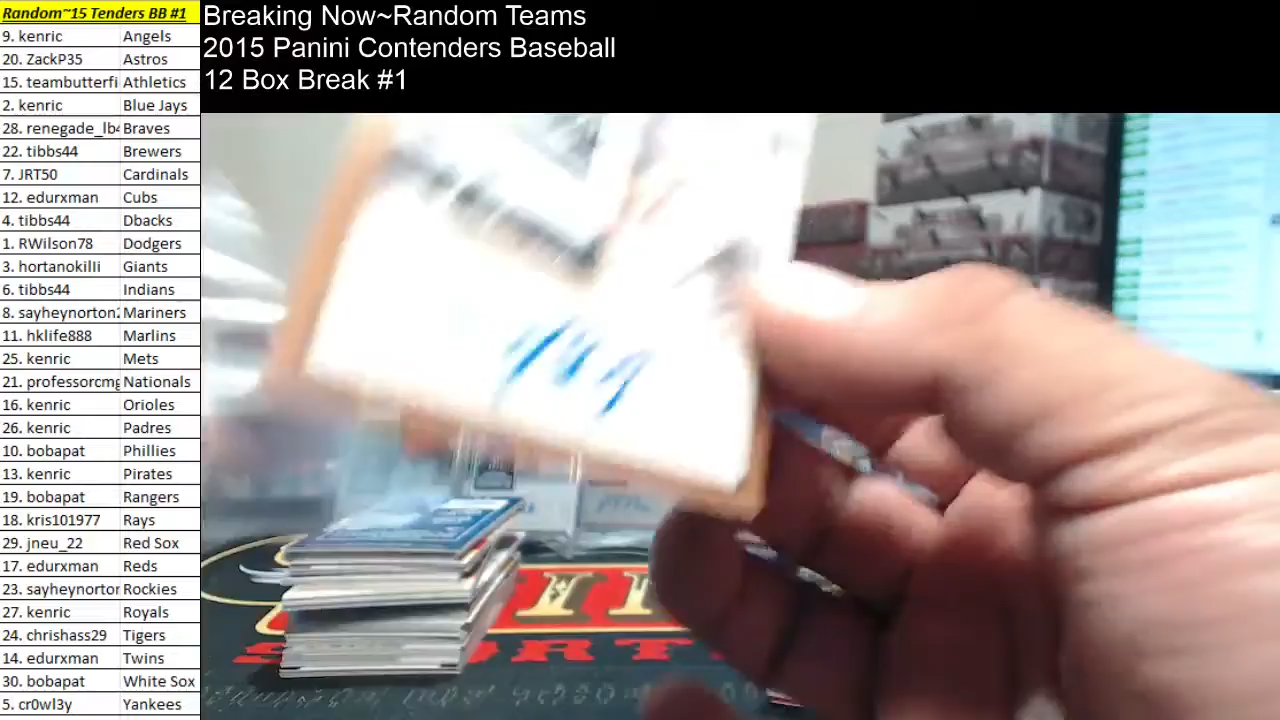 Random~15 Tenders BB #1
9. kenric Angels
20. ZackP35 Astros
15. teambutterfi Athletics
2. kenric Blue Jays
28. renegade_lb4 Braves
22. tibbs44 Brewers
7. JRT50 Cardinals
12. edurxman Cubs
4. tibbs44 Dbacks
1. RWilson78 Dodgers
3. hortanokilli Giants
6. tibbs44 Indians
8. sayheynorton2 Mariners
11. hklife888 Marlins
25. kenric Mets
21. professorcmg Nationals
16. kenric Orioles
26. kenric Padres
10. bobapat Phillies
13. kenric Pirates
19. bobapat Rangers
18. kris101977 Rays
29. jneu_22 Red Sox
17. edurxman Reds
23. sayheynorton Rockies
27. kenric Royals
24. chrishass29 Tigers
14. edurxman Twins
30. bobapat White Sox
5. cr0wl3y Yankees
Breaking Now~Random Teams
2015 Panini Contenders Baseball
12 Box Break #1